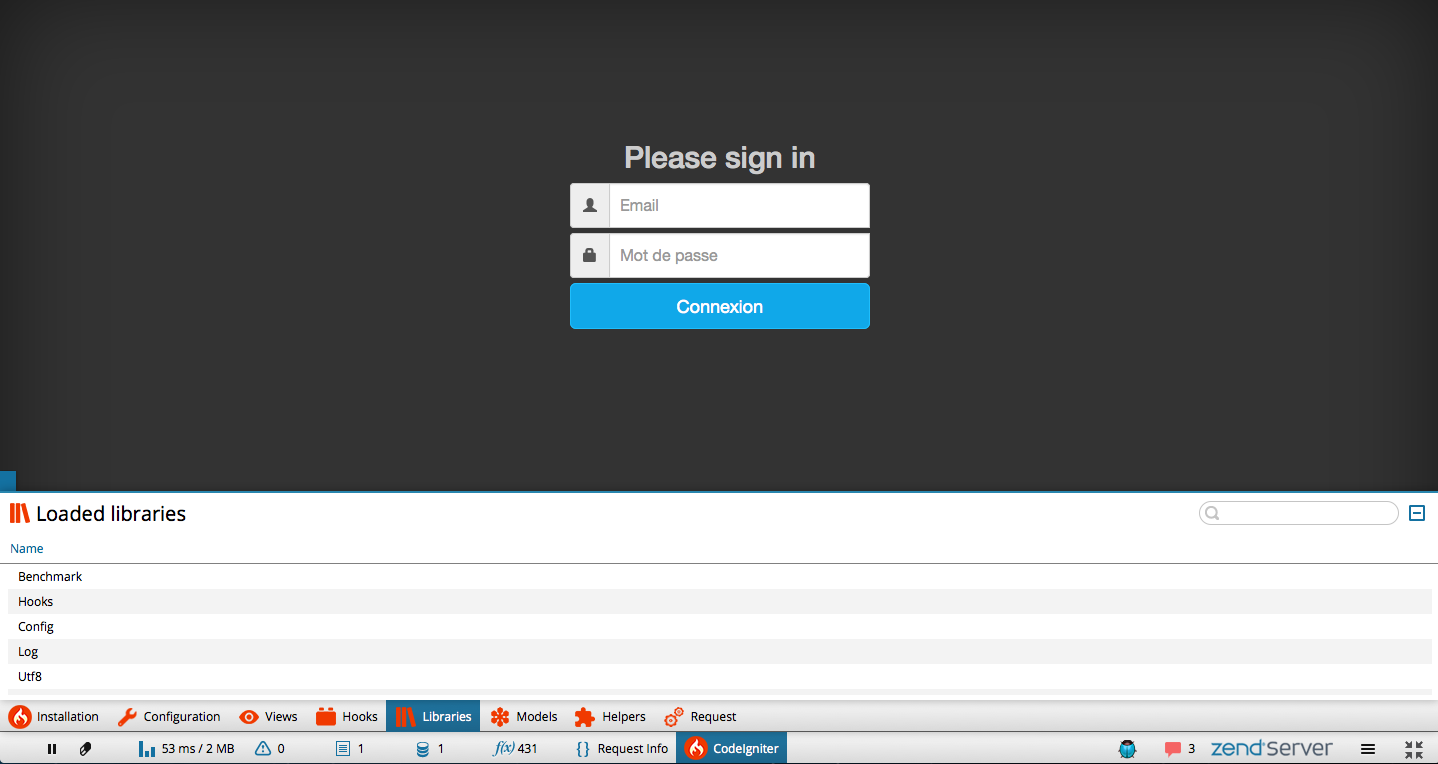 Please sign in
Email
Mot de passe
Connexion
Loaded libraries
Name
Benchmark
Hooks
Config
Log
Utf8
Installation Configuration Views Hooks Libraries Models Helpers Request
53 ms / 2 MB 0 1 1 f(x) 431 {} Request Info CodeIgniter 3 zend Server